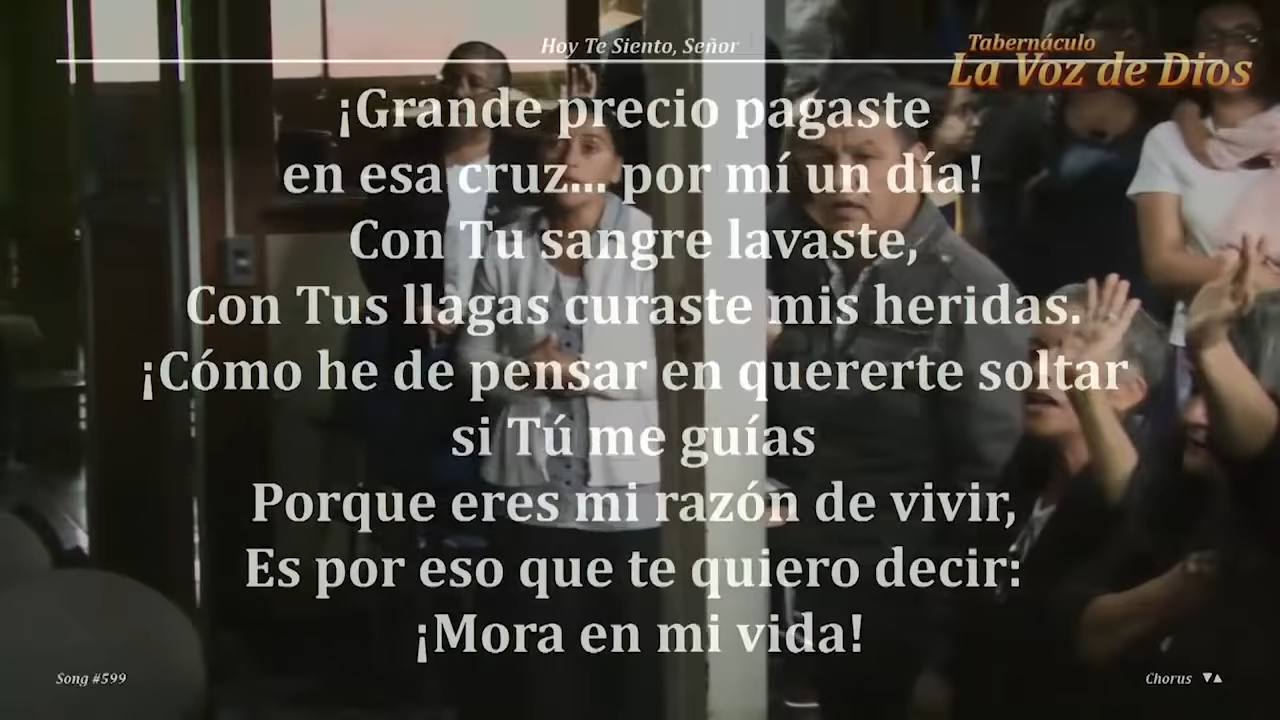 Hoy Te Siento, Señor
Tabernáculo
La Voz de Dios
¡Grande precio pagaste
en esa cruz... por mí un día!
Con Tu sangre lavaste,
Con Tus llagas curaste mis heridas.
¡Cómo he de pensar en quererte soltar
si Tú me guías
Porque eres mi razón de vivir,
Es por eso que te quiero decir:
¡Mora en mi vida!
Song #599
Chorus ▼▲